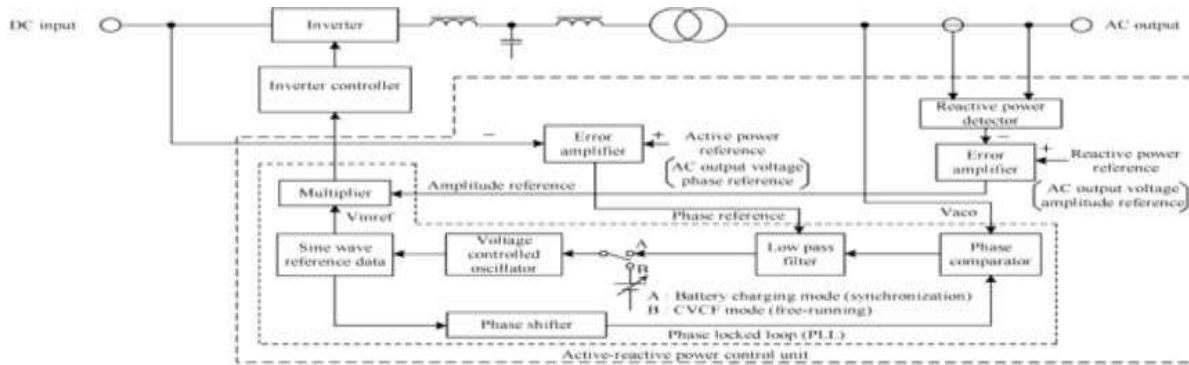 DC input
Inverter
AC output
Inverter controller
Reactive power
detector
−
Error
amplifier
+
Active power
reference
(AC output voltage
phase reference)
−
Error
amplifier
+
Reactive power
reference
(AC output voltage
amplitude reference)
Multiplier
Amplitude reference
Vinref
Phase reference
Vaco
Sine wave
reference data
Voltage
controlled
oscillator
A
B
Low pass
filter
Phase
comparator
A : Battery charging mode (synchronization)
B : CVCF mode (free-running)
Phase shifter
Phase locked loop (PLL)
Active-reactive power control unit